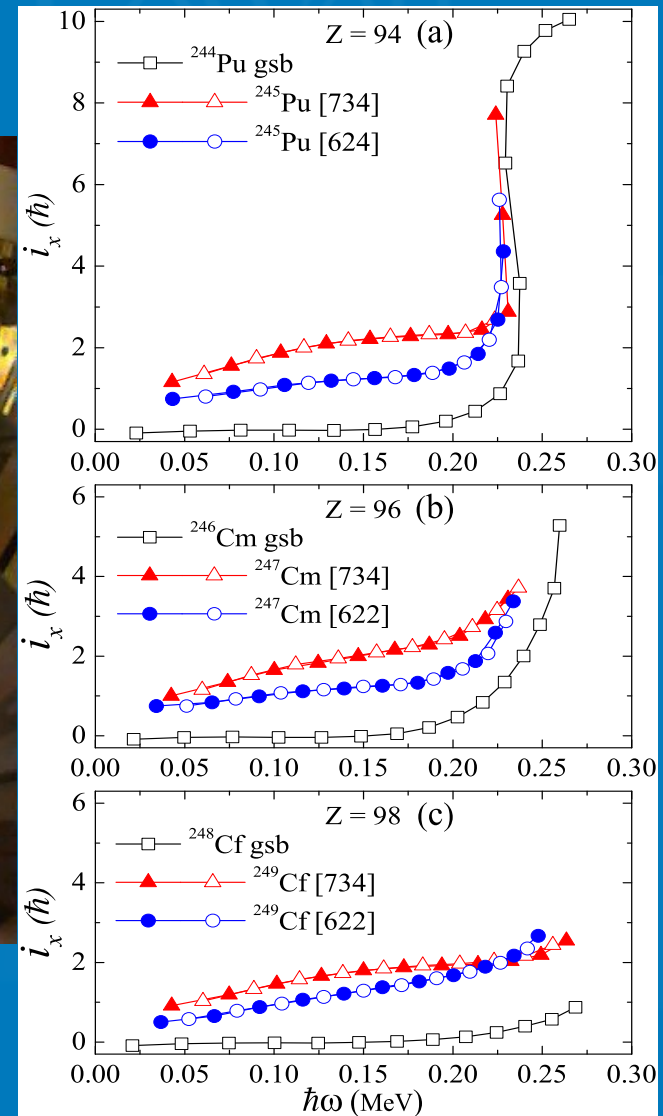 Z = 94 (a)
²⁴⁴Pu gsb
²⁴⁵Pu [734]
²⁴⁵Pu [624]
iₓ (ħ)
10
8
6
4
2
0
0.00 0.05 0.10 0.15 0.20 0.25 0.30
Z = 96 (b)
²⁴⁶Cm gsb
²⁴⁷Cm [734]
²⁴⁷Cm [622]
iₓ (ħ)
6
4
2
0
0.00 0.05 0.10 0.15 0.20 0.25 0.30
Z = 98 (c)
²⁴⁸Cf gsb
²⁴⁹Cf [734]
²⁴⁹Cf [622]
iₓ (ħ)
6
4
2
0
0.00 0.05 0.10 0.15 0.20 0.25 0.30
ħω (MeV)